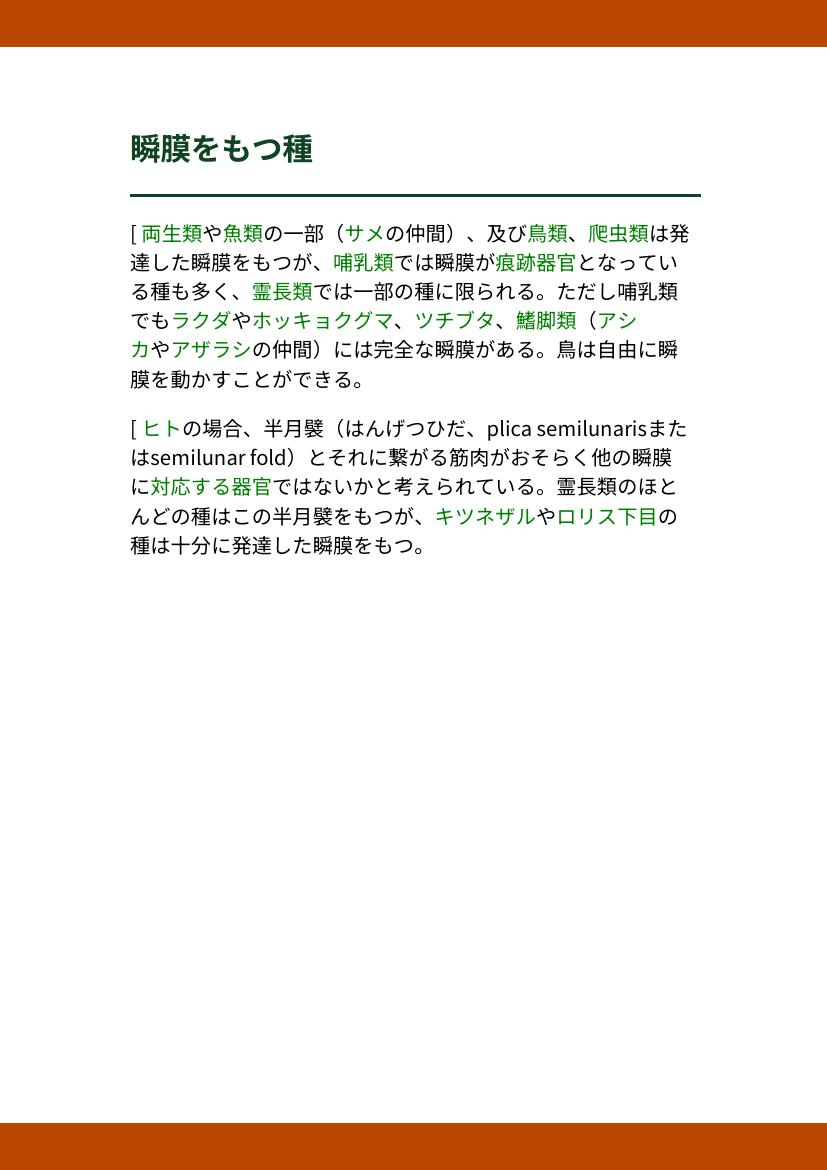 瞬膜をもつ種
[ 両生類や魚類の一部（サメの仲間）、及び鳥類、爬虫類は発
達した瞬膜をもつが、哺乳類では瞬膜が痕跡器官となってい
る種も多く、霊長類では一部の種に限られる。ただし哺乳類
でもラクダやホッキョクグマ、ツチブタ、鰭脚類（アシ
カやアザラシの仲間）には完全な瞬膜がある。鳥は自由に瞬
膜を動かすことができる。
[ ヒトの場合、半月襞（はんげつひだ、plica semilunarisまた
はsemilunar fold）とそれに繋がる筋肉がおそらく他の瞬膜
に対応する器官ではないかと考えられている。霊長類のほと
んどの種はこの半月襞をもつが、キツネザルやロリス下目の
種は十分に発達した瞬膜をもつ。